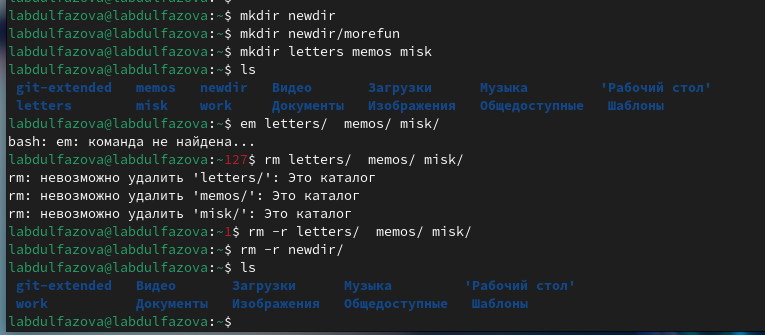 labdulfazova@labdulfazova:~$ mkdir newdir
labdulfazova@labdulfazova:~$ mkdir newdir/morefun
labdulfazova@labdulfazova:~$ mkdir letters memos misk
labdulfazova@labdulfazova:~$ ls
git-extended memos newdir Видео Загрузки Музыка 'Рабочий стол'
letters misk work Документы Изображения Общедоступные Шаблоны
labdulfazova@labdulfazova:~$ em letters/  memos/ misk/
bash: em: команда не найдена...
labdulfazova@labdulfazova:~127$ rm letters/  memos/ misk/
rm: невозможно удалить 'letters/': Это каталог
rm: невозможно удалить 'memos/': Это каталог
rm: невозможно удалить 'misk/': Это каталог
labdulfazova@labdulfazova:~1$ rm -r letters/  memos/ misk/
labdulfazova@labdulfazova:~$ rm -r newdir/
labdulfazova@labdulfazova:~$ ls
git-extended Видео Загрузки Музыка 'Рабочий стол'
work Документы Изображения Общедоступные Шаблоны
labdulfazova@labdulfazova:~$